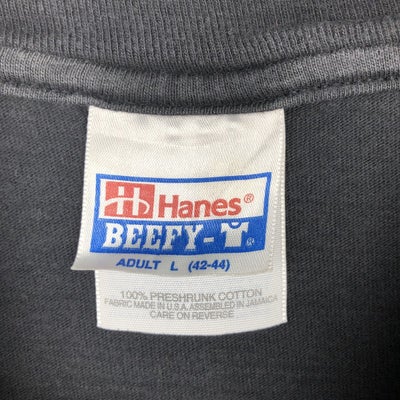 Hanes®
BEEFY-T®
ADULT L (42-44)
100% PRESHRUNK COTTON
FABRIC MADE IN U.S.A. ASSEMBLED IN JAMAICA
CARE ON REVERSE